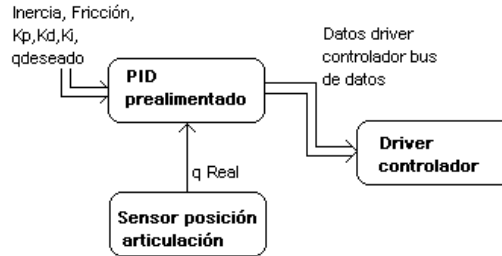 Inercia, Fricción,
Kp,Kd,Ki,
qdeseado
PID
prealimentado
Datos driver
controlador bus
de datos
Driver
controlador
q Real
Sensor posición
articulación